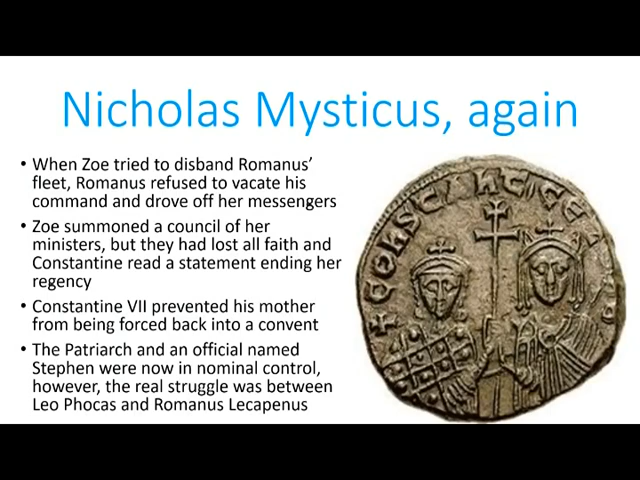 Nicholas Mysticus, again
• When Zoe tried to disband Romanus’
fleet, Romanus refused to vacate his
command and drove off her messengers
• Zoe summoned a council of her
ministers, but they had lost all faith and
Constantine read a statement ending her
regency
• Constantine VII prevented his mother
from being forced back into a convent
• The Patriarch and an official named
Stephen were now in nominal control,
however, the real struggle was between
Leo Phocas and Romanus Lecapenus